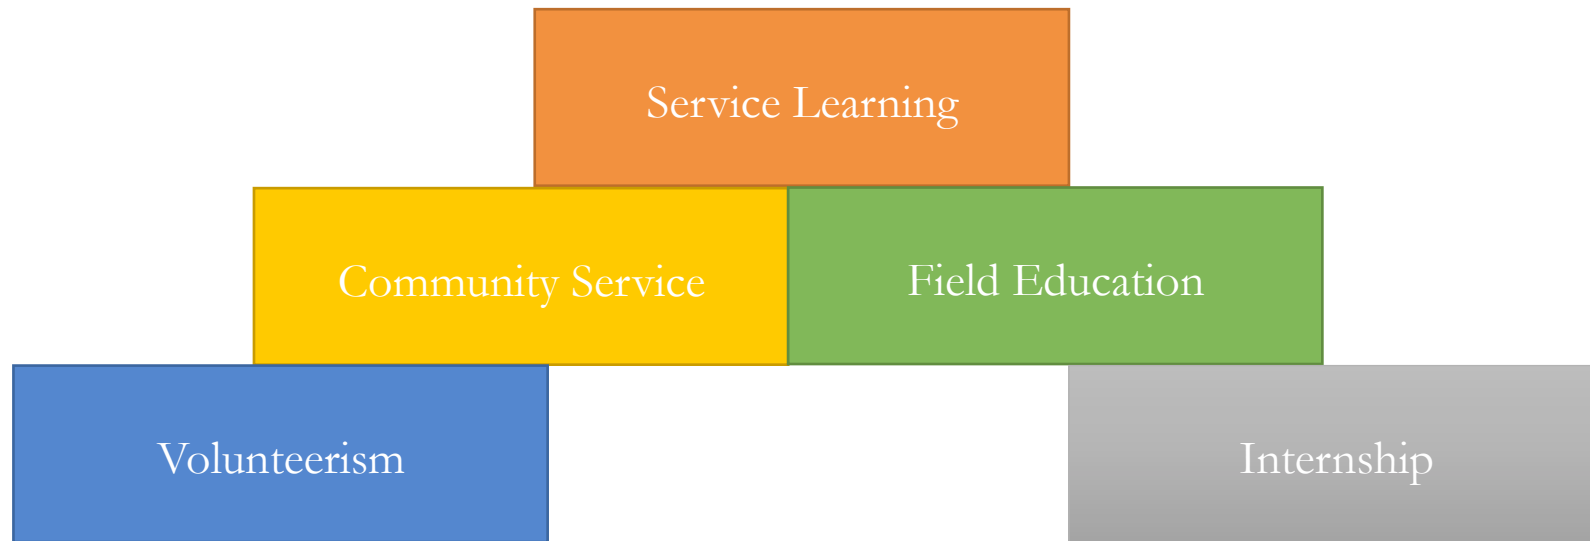 Service Learning
Community Service
Field Education
Volunteerism
Internship